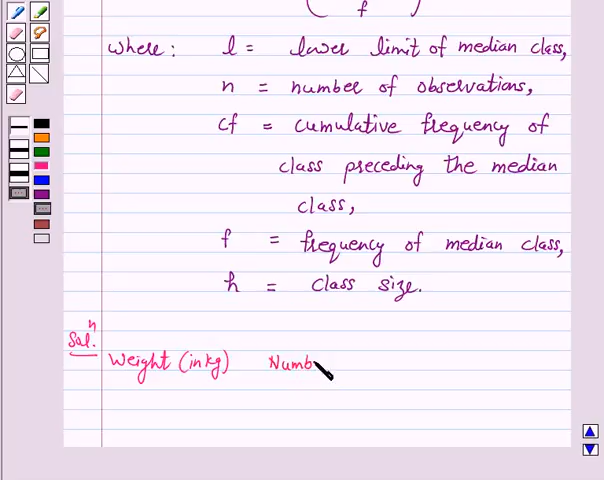 f
where : l = lower limit of median class,
n = number of observations,
cf = cumulative frequency of
class preceding the median
class,
f = frequency of median class,
h = class size.
Sol.n
Weight (in kg) Numb